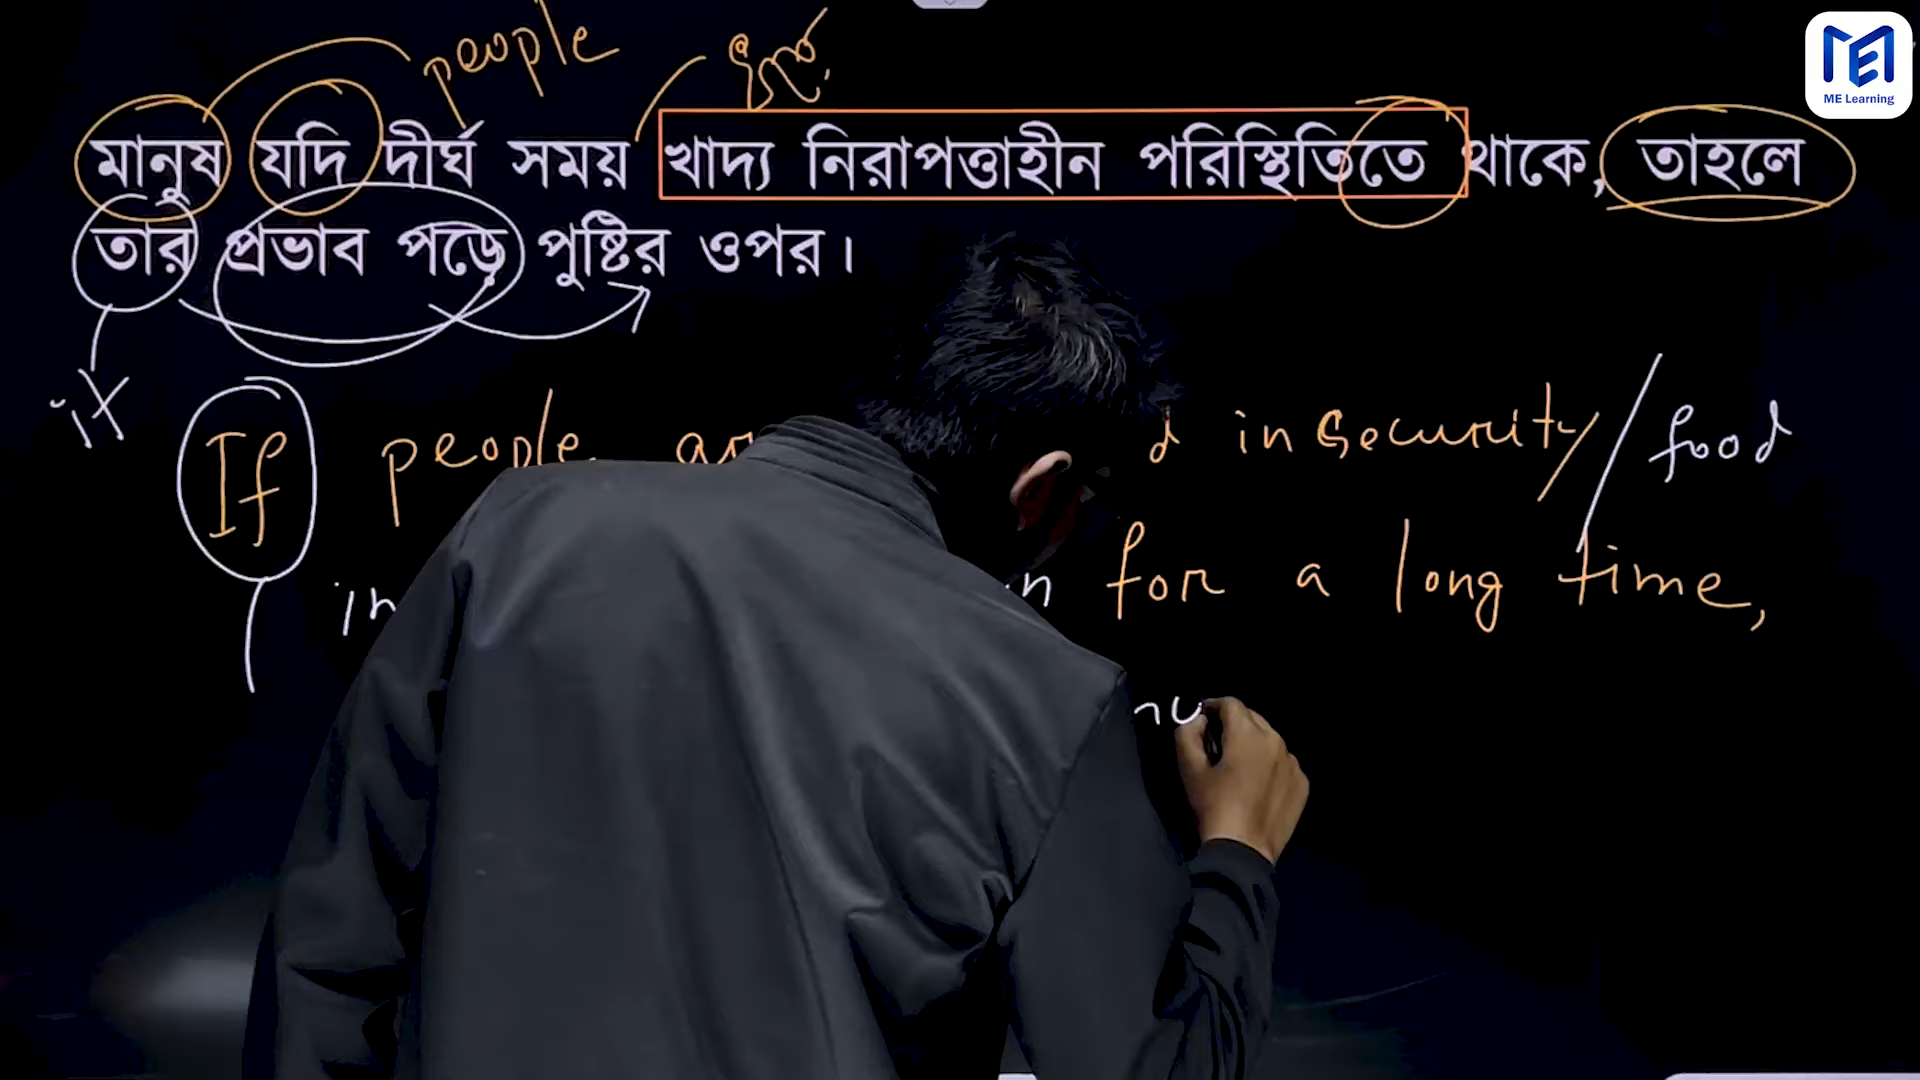 people
ME Learning
মানুষ যদি দীর্ঘ সময় খাদ্য নিরাপত্তাহীন পরিস্থিতিতে থাকে, তাহলে
তার প্রভাব পড়ে পুষ্টির ওপর।
it
If people insecurity / food
for a long time,